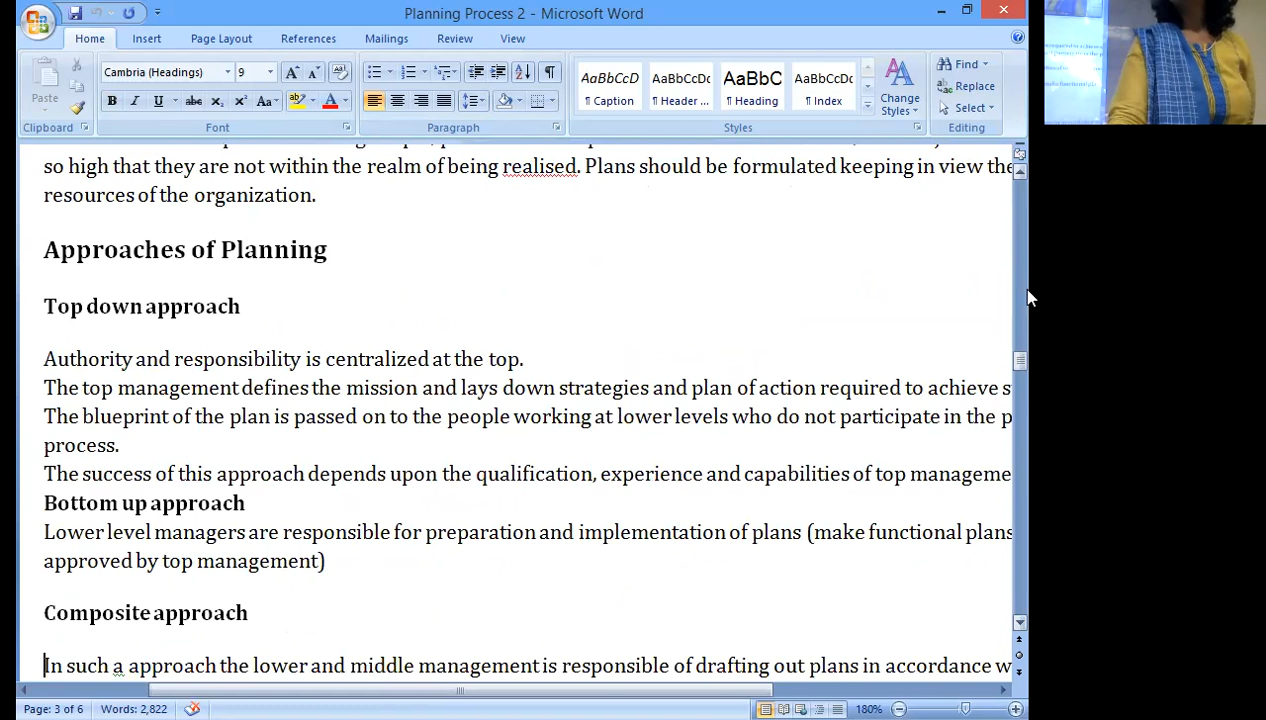 Planning Process 2 - Microsoft Word
Home Insert Page Layout References Mailings Review View
Paste
Cambria (Headings) 9
B I U abc X₂ X² Aa A
AaBbCcD AaBbCcDc AaBbC AaBbCcDc
¶ Caption ¶ Header ... ¶ Heading ¶ Index
Change Styles
Find
Replace
Select
Clipboard Font Paragraph Styles Editing
so high that they are not within the realm of being realised. Plans should be formulated keeping in view the
resources of the organization.
Approaches of Planning
Top down approach
Authority and responsibility is centralized at the top.
The top management defines the mission and lays down strategies and plan of action required to achieve s
The blueprint of the plan is passed on to the people working at lower levels who do not participate in the p
process.
The success of this approach depends upon the qualification, experience and capabilities of top manageme
Bottom up approach
Lower level managers are responsible for preparation and implementation of plans (make functional plans
approved by top management)
Composite approach
In such a approach the lower and middle management is responsible of drafting out plans in accordance w
Page: 3 of 6 Words: 2,822 180%